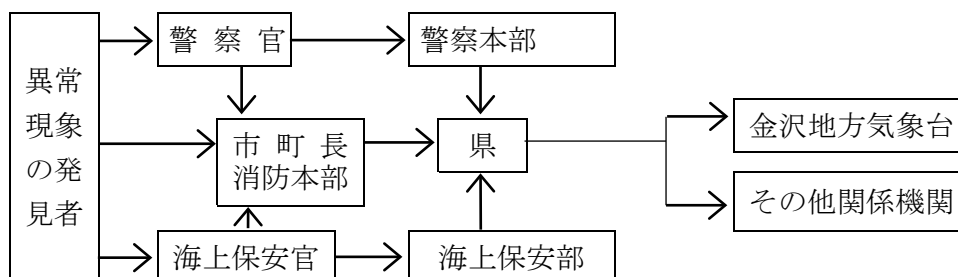 異常
現象
の発
見者
警 察 官
警察本部
市 町 長
消防本部
県
金沢地方気象台
その他関係機関
海上保安官
海上保安部